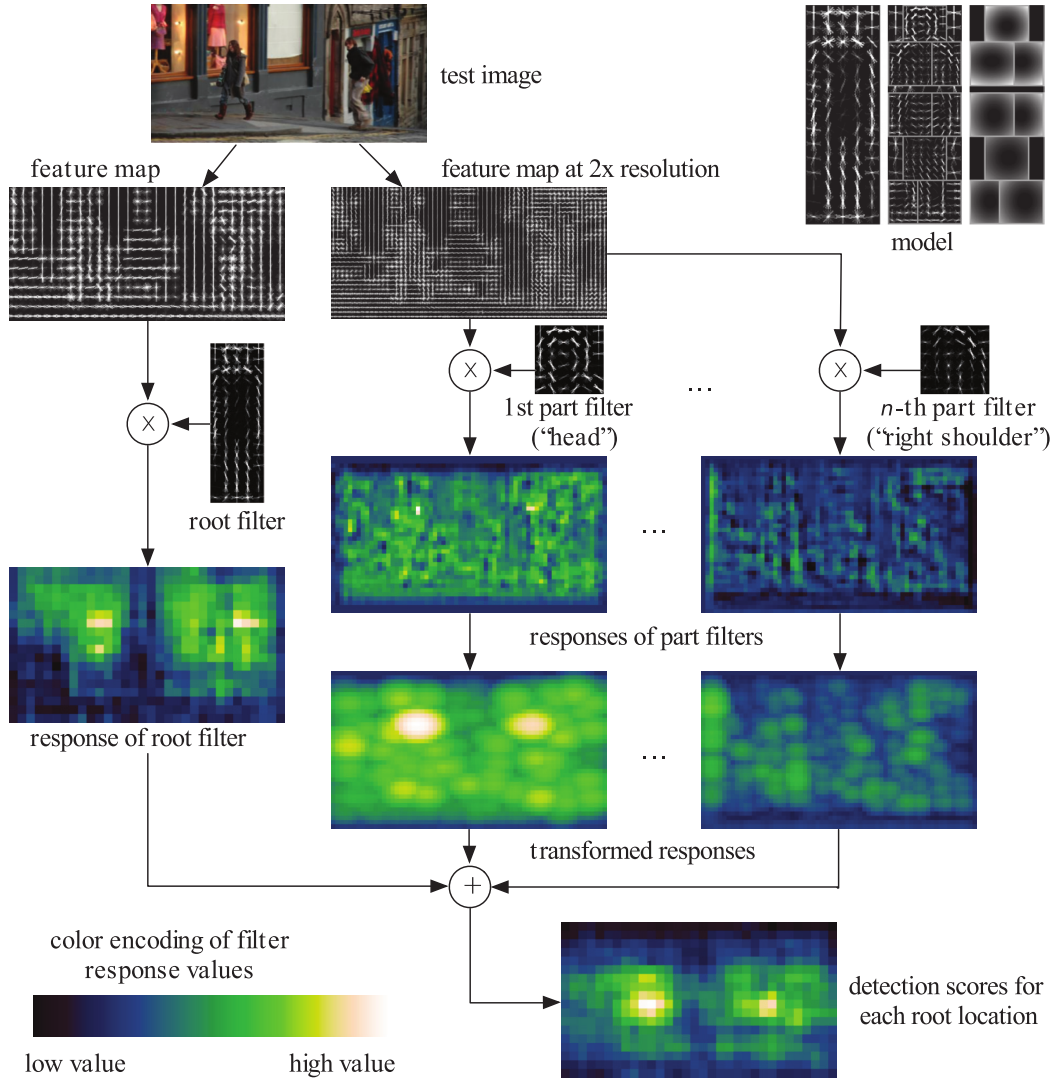 test image
feature map
feature map at 2x resolution
model
x
x
x
1st part filter
("head")
...
n-th part filter
("right shoulder")
root filter
...
responses of part filters
response of root filter
...
transformed responses
+
color encoding of filter
response values
low value
high value
detection scores for
each root location